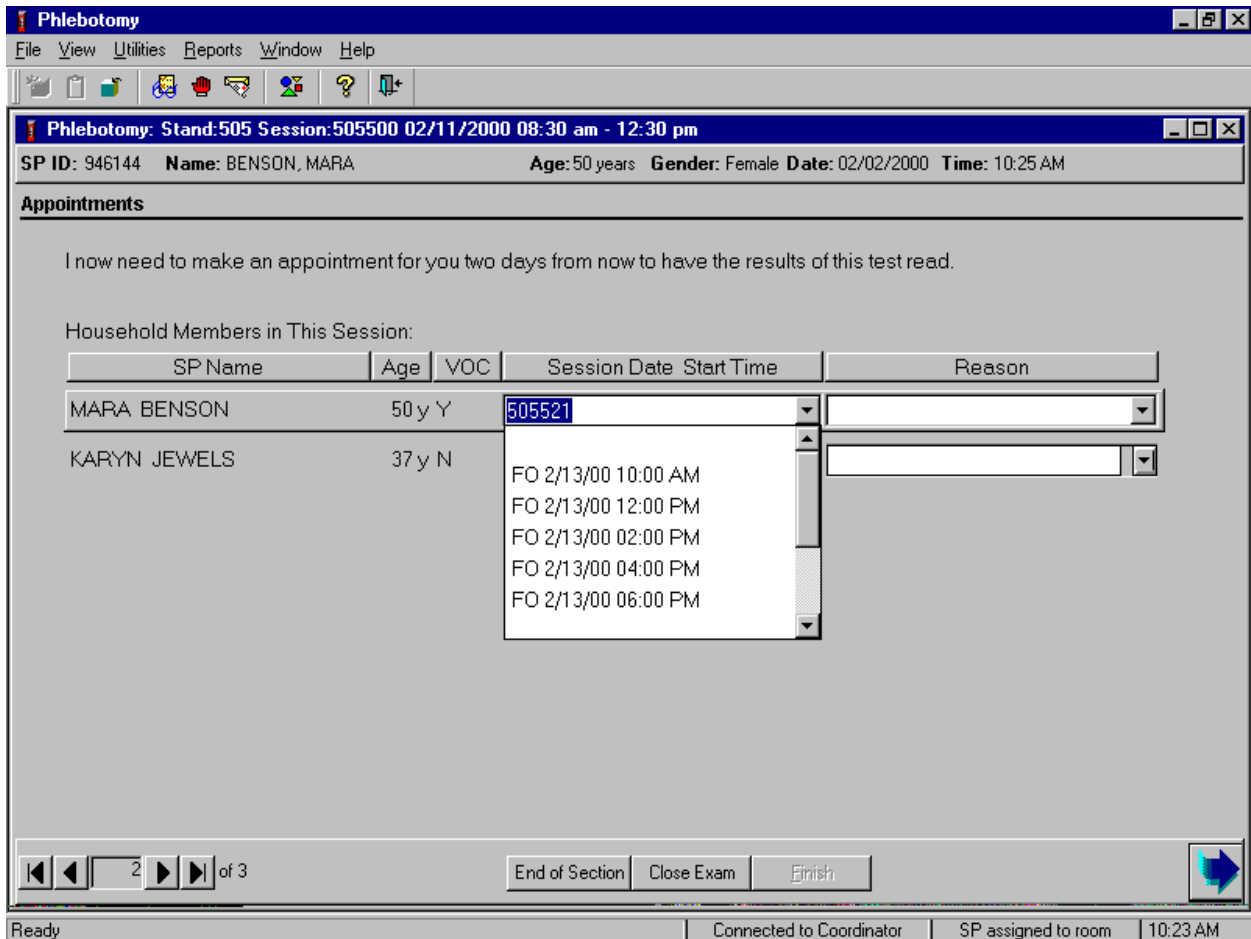 Phlebotomy
File View Utilities Reports Window Help
Phlebotomy: Stand:505 Session:505500 02/11/2000 08:30 am - 12:30 pm
SP ID: 946144 Name: BENSON, MARA Age: 50 years Gender: Female Date: 02/02/2000 Time: 10:25 AM
Appointments
I now need to make an appointment for you two days from now to have the results of this test read.
Household Members in This Session:
SP Name Age VOC Session Date Start Time Reason
MARA BENSON 50 y Y 505521
KARYN JEWELS 37 y N
FO 2/13/00 10:00 AM
FO 2/13/00 12:00 PM
FO 2/13/00 02:00 PM
FO 2/13/00 04:00 PM
FO 2/13/00 06:00 PM
2 of 3 End of Section Close Exam Finish
Ready Connected to Coordinator SP assigned to room 10:23 AM